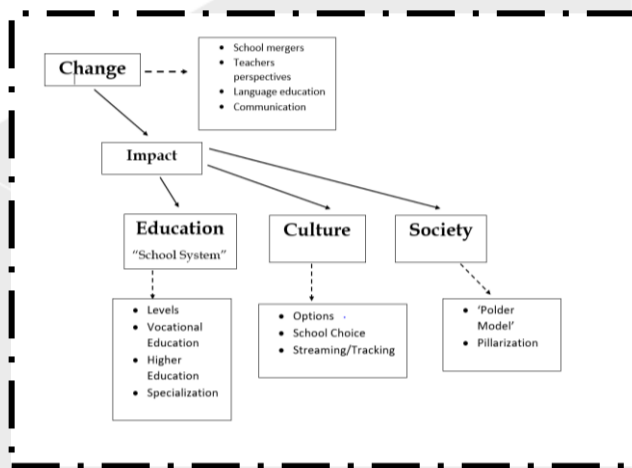 Change
• School mergers
• Teachers
perspectives
• Language education
• Communication
Impact
Education
"School System"
Culture
Society
• Levels
• Vocational
Education
• Higher
Education
• Specialization
• Options
• School Choice
• Streaming/Tracking
• 'Polder
Model'
• Pillarization